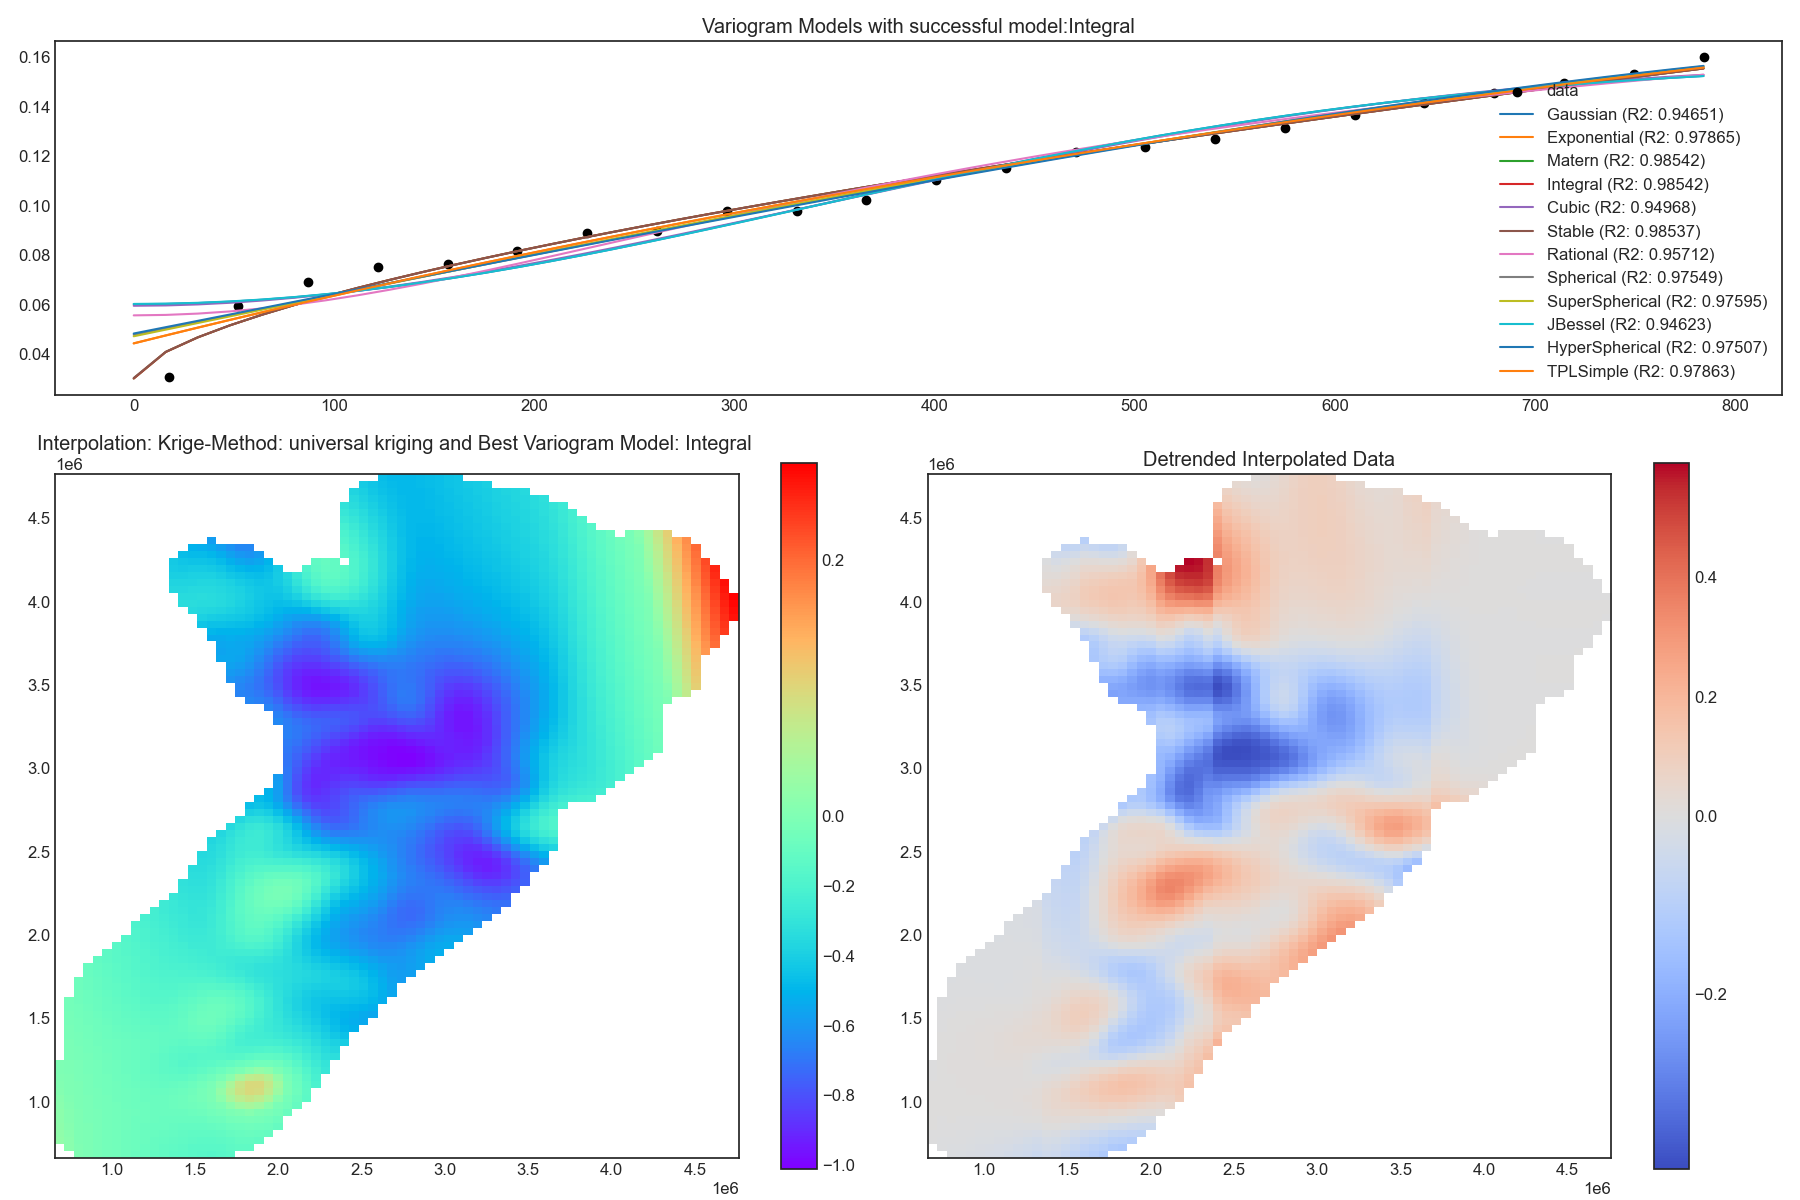 Variogram Models with successful model:Integral
0.16
0.14
0.12
0.10
0.08
0.06
0.04
data
Gaussian (R2: 0.94651)
Exponential (R2: 0.97865)
Matern (R2: 0.98542)
Integral (R2: 0.98542)
Cubic (R2: 0.94968)
Stable (R2: 0.98537)
Rational (R2: 0.95712)
Spherical (R2: 0.97549)
SuperSpherical (R2: 0.97595)
JBessel (R2: 0.94623)
HyperSpherical (R2: 0.97507)
TPLSimple (R2: 0.97863)
0 100 200 300 400 500 600 700 800
Interpolation: Krige-Method: universal kriging and Best Variogram Model: Integral
1e6
4.5
4.0
3.5
3.0
2.5
2.0
1.5
1.0
1.0 1.5 2.0 2.5 3.0 3.5 4.0 4.5
1e6
0.2
0.0
−0.2
−0.4
−0.6
−0.8
−1.0
Detrended Interpolated Data
1e6
4.5
4.0
3.5
3.0
2.5
2.0
1.5
1.0
1.0 1.5 2.0 2.5 3.0 3.5 4.0 4.5
1e6
0.4
0.2
0.0
−0.2